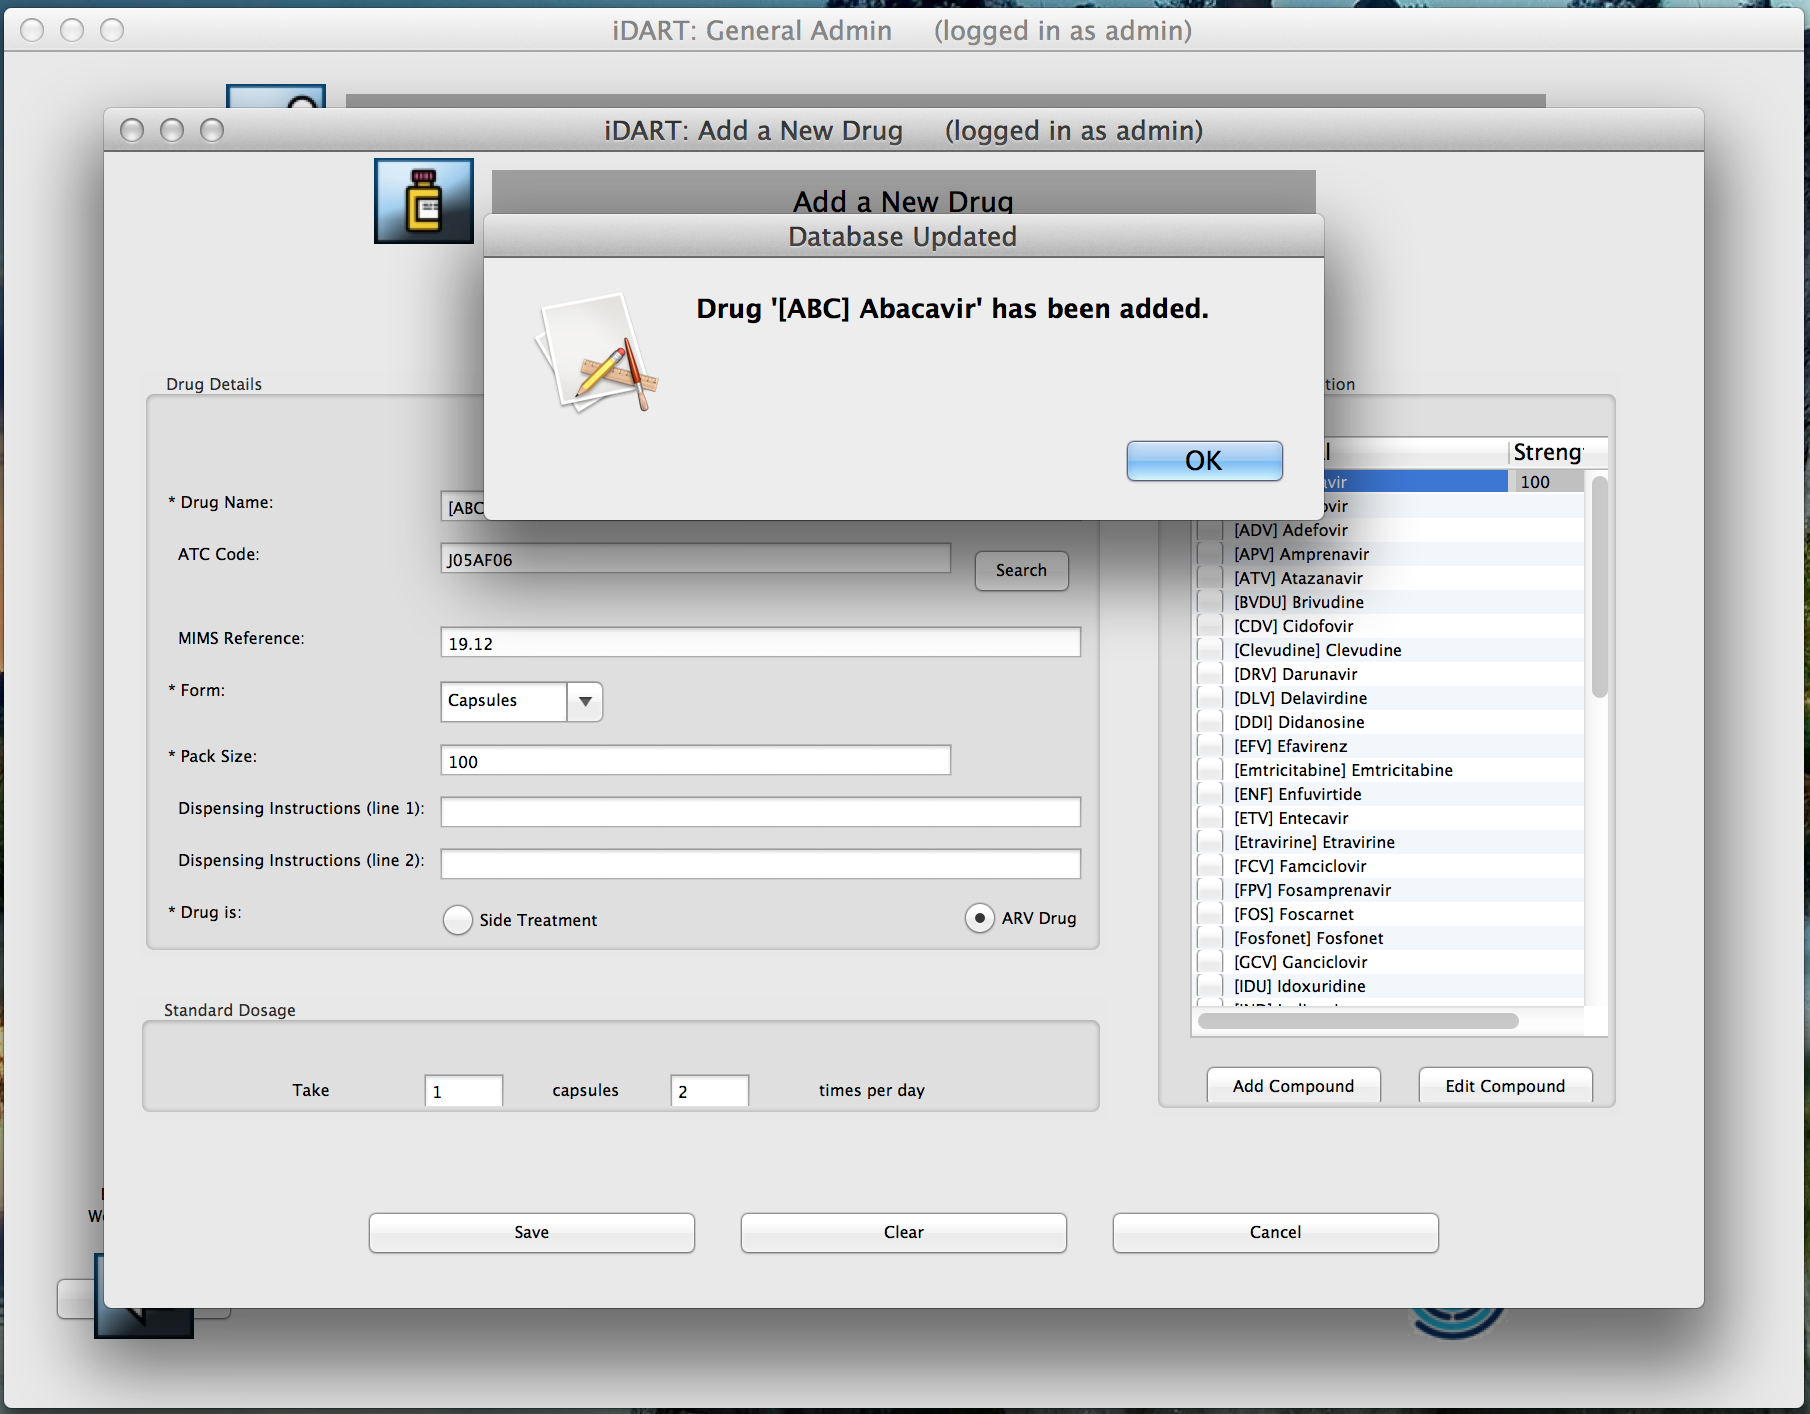 iDART: General Admin (logged in as admin)
iDART: Add a New Drug (logged in as admin)
Add a New Drug
Database Updated
Drug '[ABC] Abacavir' has been added.
OK
Drug Details
* Drug Name:
[ABC
ATC Code:
J05AF06
Search
MIMS Reference:
19.12
* Form:
Capsules
* Pack Size:
100
Dispensing Instructions (line 1):
Dispensing Instructions (line 2):
* Drug is:
Side Treatment
ARV Drug
Standard Dosage
Take 1 capsules 2 times per day
tion
Streng
vir 100
ovir
[ADV] Adefovir
[APV] Amprenavir
[ATV] Atazanavir
[BVDU] Brivudine
[CDV] Cidofovir
[Clevudine] Clevudine
[DRV] Darunavir
[DLV] Delavirdine
[DDI] Didanosine
[EFV] Efavirenz
[Emtricitabine] Emtricitabine
[ENF] Enfuvirtide
[ETV] Entecavir
[Etravirine] Etravirine
[FCV] Famciclovir
[FPV] Fosamprenavir
[FOS] Foscarnet
[Fosfonet] Fosfonet
[GCV] Ganciclovir
[IDU] Idoxuridine
Add Compound
Edit Compound
Save
Clear
Cancel